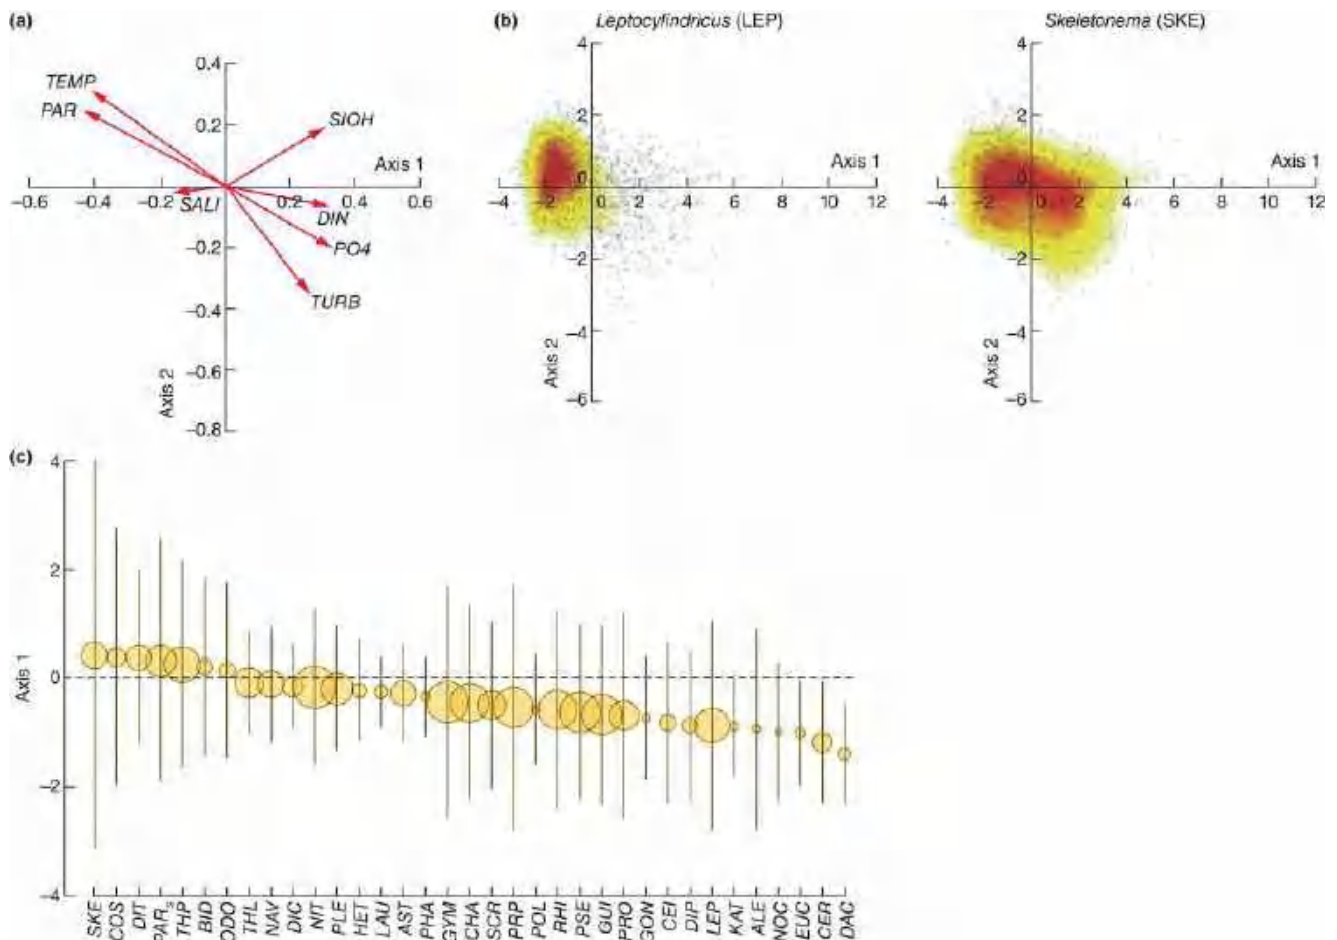 (a)
0.4
TEMP
PAR
0.2
SIOH
Axis 1
−0.6
−0.4
−0.2
SALI
0.2
0.4
0.6
DIN
−0.2
PO4
TURB
−0.4
−0.6
Axis 2
−0.8
(b)
Leptocyfindricus (LEP)
4
2
Axis 1
−4
−2
0
0
2
4
6
8
10
12
−2
−4
Axis 2
−6
Skeletonema (SKE)
4
2
Axis 1
−4
−2
0
0
2
4
6
8
10
12
−2
−4
Axis 2
−6
(c)
4
2
Axis 1
0
−2
−4
SKE
COS
DIT
PARs
THP
BID
ODO
THL
NAV
DIC
NIT
PLE
HET
LAU
AST
PHA
GYM
CHA
SCR
PRP
POL
RHI
PSE
GUI
PRO
GON
CEI
DIP
LEP
KAT
ALE
NOC
EUC
CER
DAC